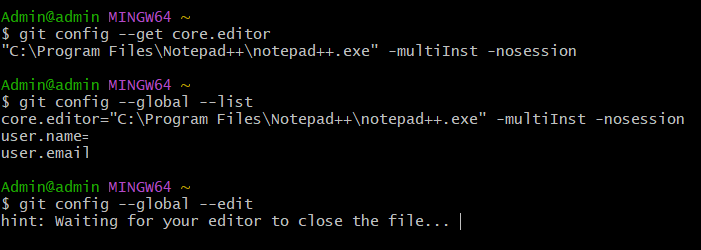 Admin@admin MINGW64 ~
$ git config --get core.editor
"C:\Program Files\Notepad++\notepad++.exe" -multiInst -nosession
Admin@admin MINGW64 ~
$ git config --global --list
core.editor="C:\Program Files\Notepad++\notepad++.exe" -multiInst -nosession
user.name=
user.email
Admin@admin MINGW64 ~
$ git config --global --edit
hint: Waiting for your editor to close the file...